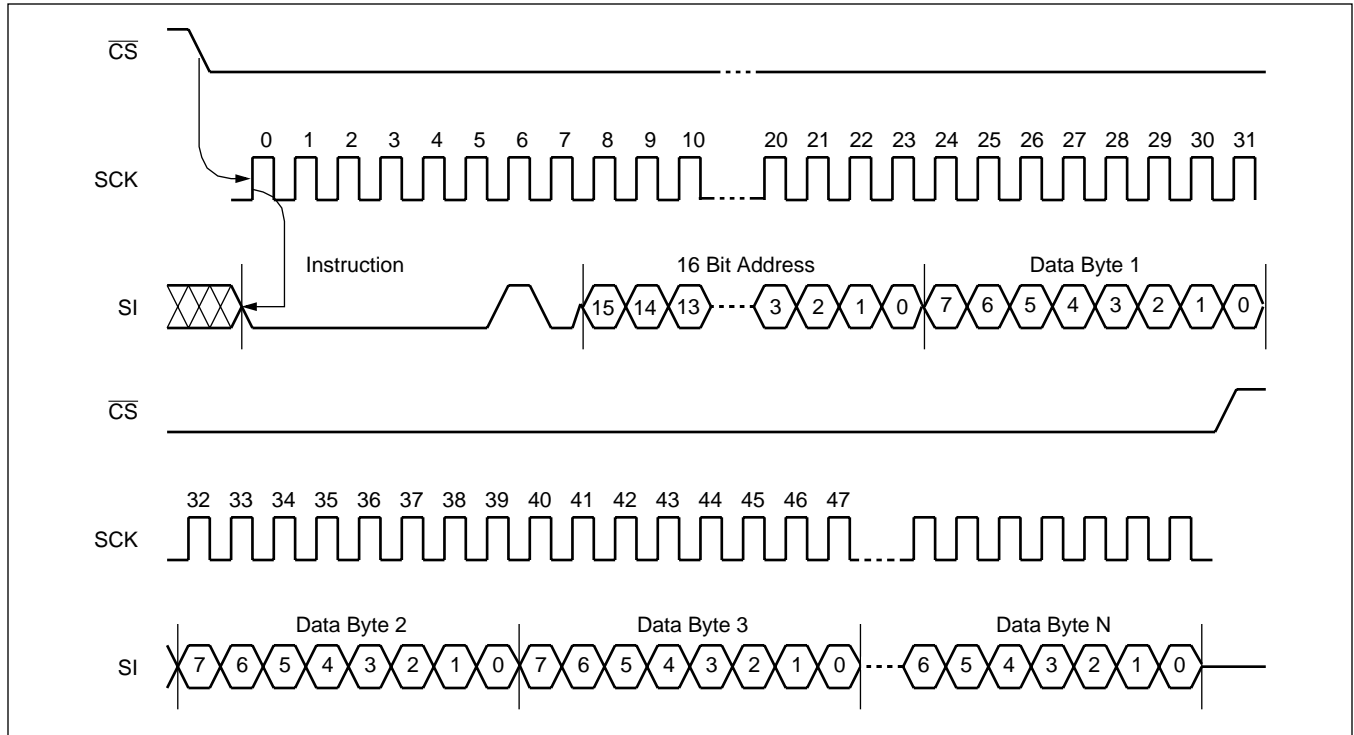 CS
0 1 2 3 4 5 6 7 8 9 10 20 21 22 23 24 25 26 27 28 29 30 31
SCK
Instruction 16 Bit Address Data Byte 1
SI 15 14 13 3 2 1 0 7 6 5 4 3 2 1 0
CS
32 33 34 35 36 37 38 39 40 41 42 43 44 45 46 47
SCK
Data Byte 2 Data Byte 3 Data Byte N
SI 7 6 5 4 3 2 1 0 7 6 5 4 3 2 1 0 6 5 4 3 2 1 0